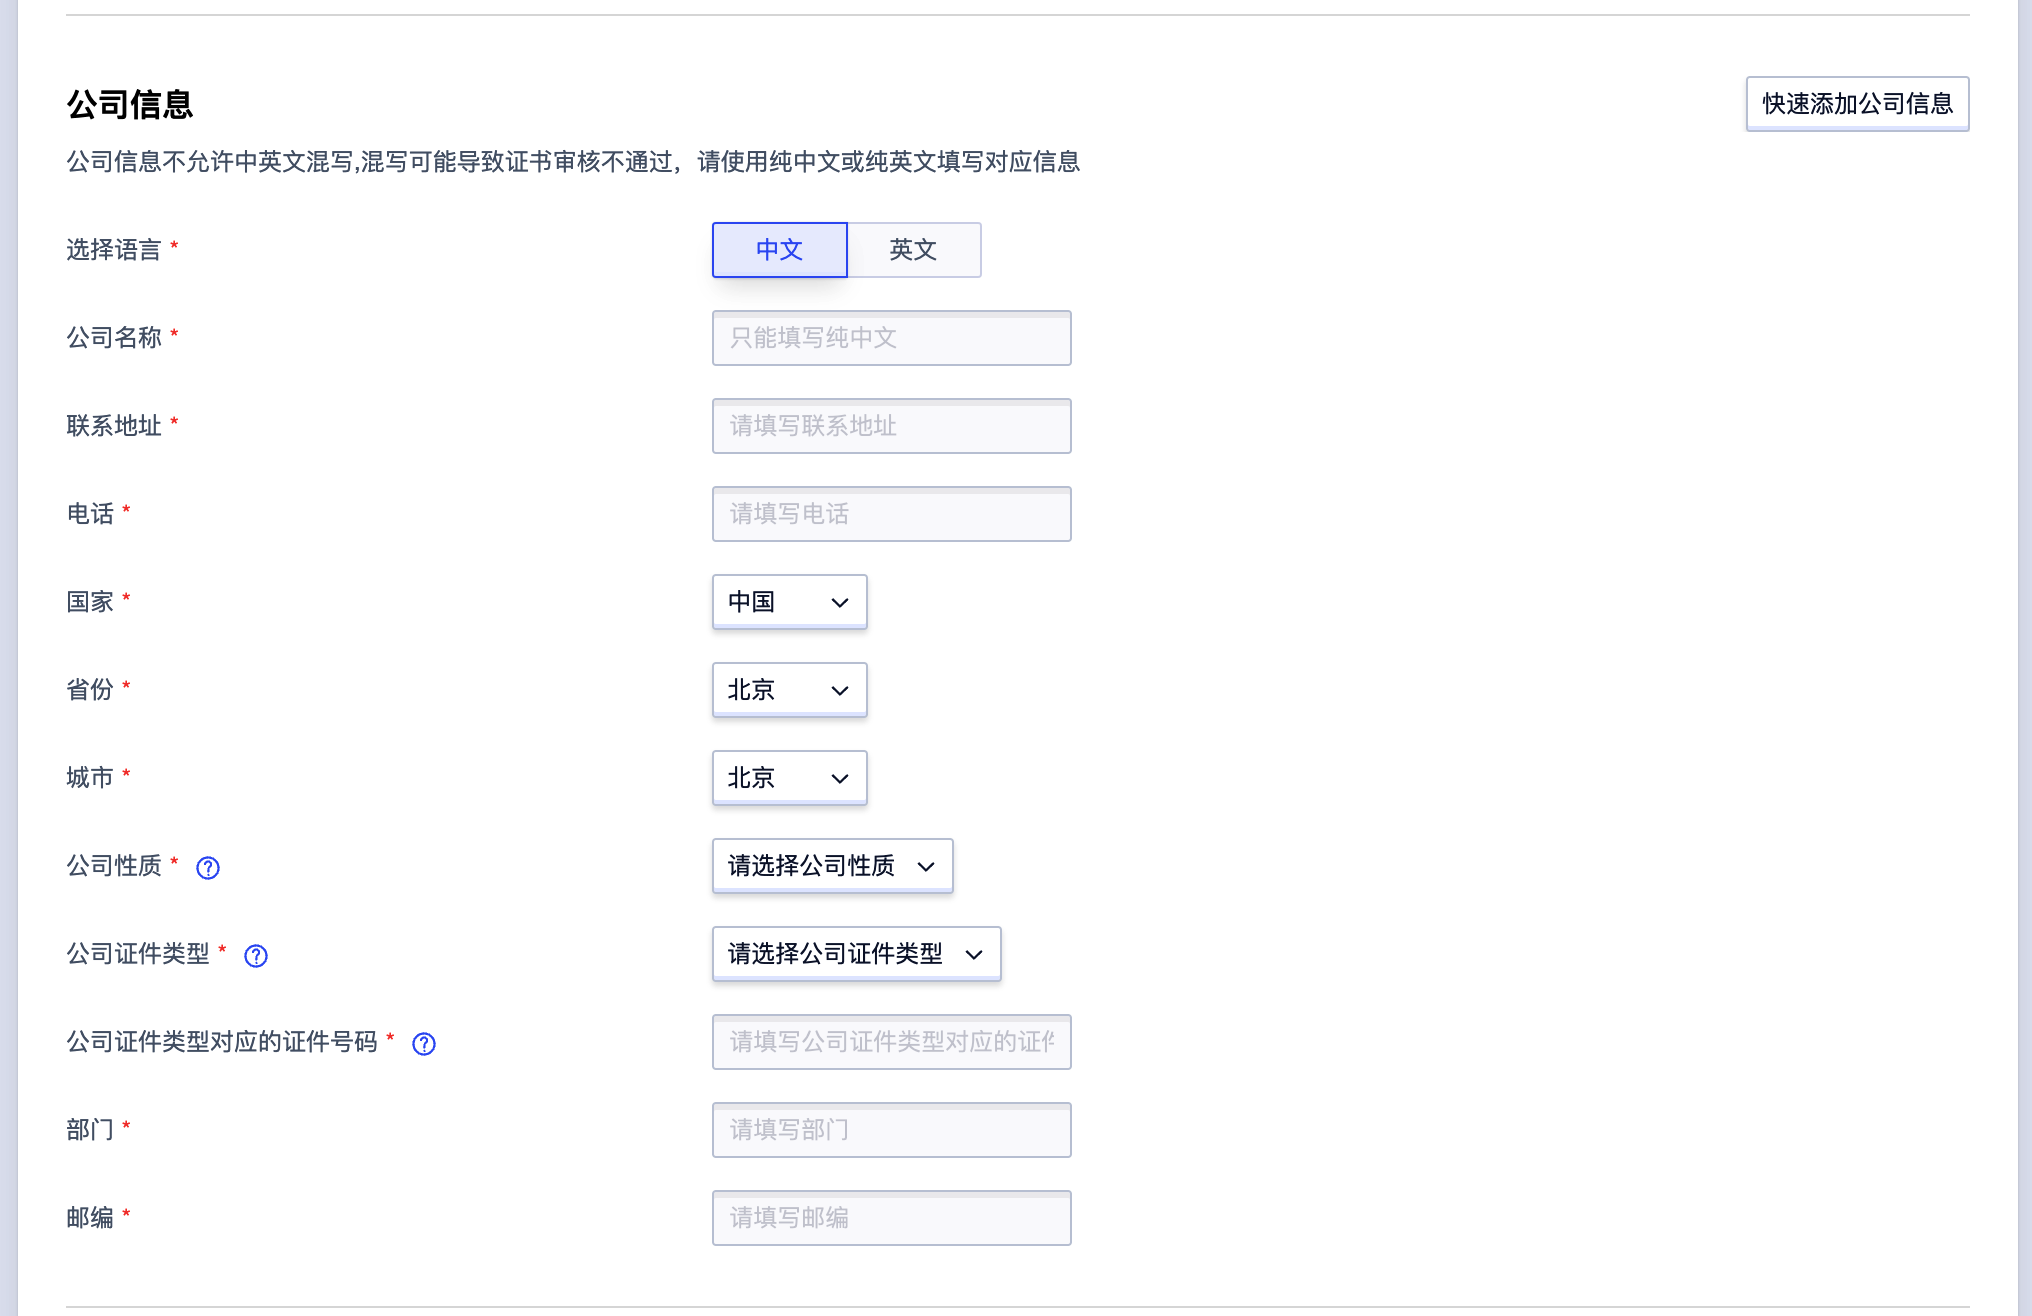 公司信息
快速添加公司信息
公司信息不允许中英文混写,混写可能导致证书审核不通过，请使用纯中文或纯英文填写对应信息
选择语言 *
中文
英文
公司名称 *
只能填写纯中文
联系地址 *
请填写联系地址
电话 *
请填写电话
国家 *
中国
省份 *
北京
城市 *
北京
公司性质 *
请选择公司性质
公司证件类型 *
请选择公司证件类型
公司证件类型对应的证件号码 *
请填写公司证件类型对应的证件
部门 *
请填写部门
邮编 *
请填写邮编